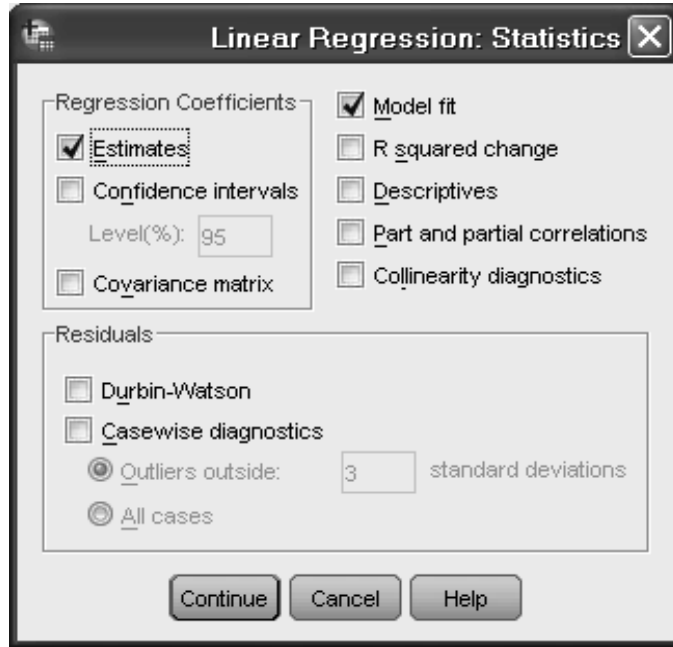 Linear Regression: Statistics
Regression Coefficients
Estimates
Confidence intervals
Level(%): 95
Covariance matrix
Model fit
R squared change
Descriptives
Part and partial correlations
Collinearity diagnostics
Residuals
Durbin-Watson
Casewise diagnostics
Outliers outside: 3 standard deviations
All cases
Continue Cancel Help